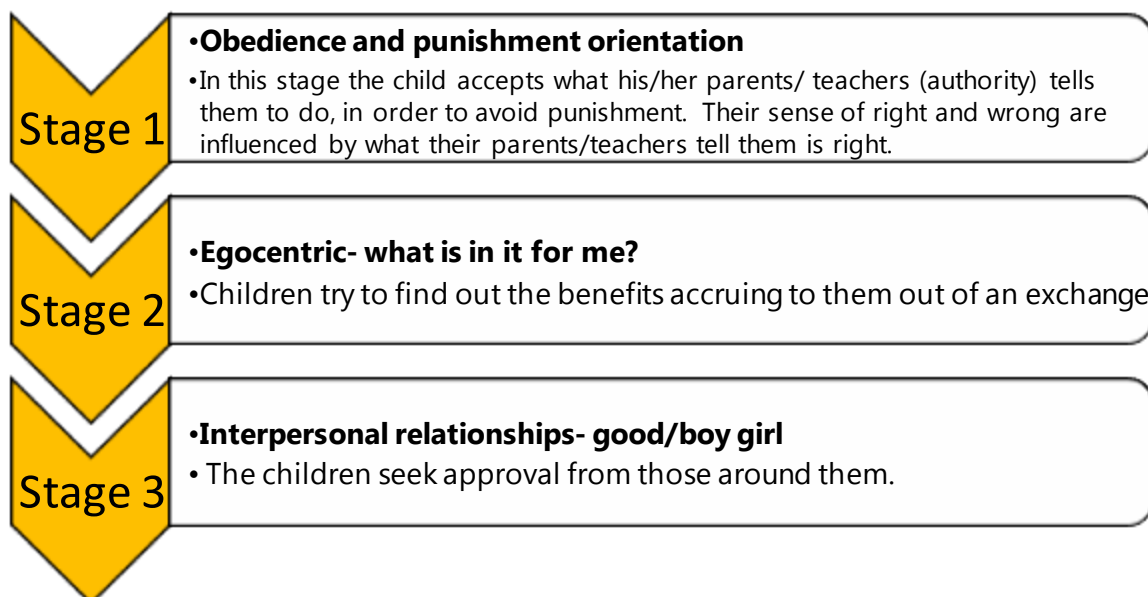 Stage 1
•Obedience and punishment orientation
•In this stage the child accepts what his/her parents/ teachers (authority) tells
them to do, in order to avoid punishment. Their sense of right and wrong are
influenced by what their parents/teachers tell them is right.
Stage 2
•Egocentric- what is in it for me?
•Children try to find out the benefits accruing to them out of an exchange
Stage 3
•Interpersonal relationships- good/boy girl
• The children seek approval from those around them.